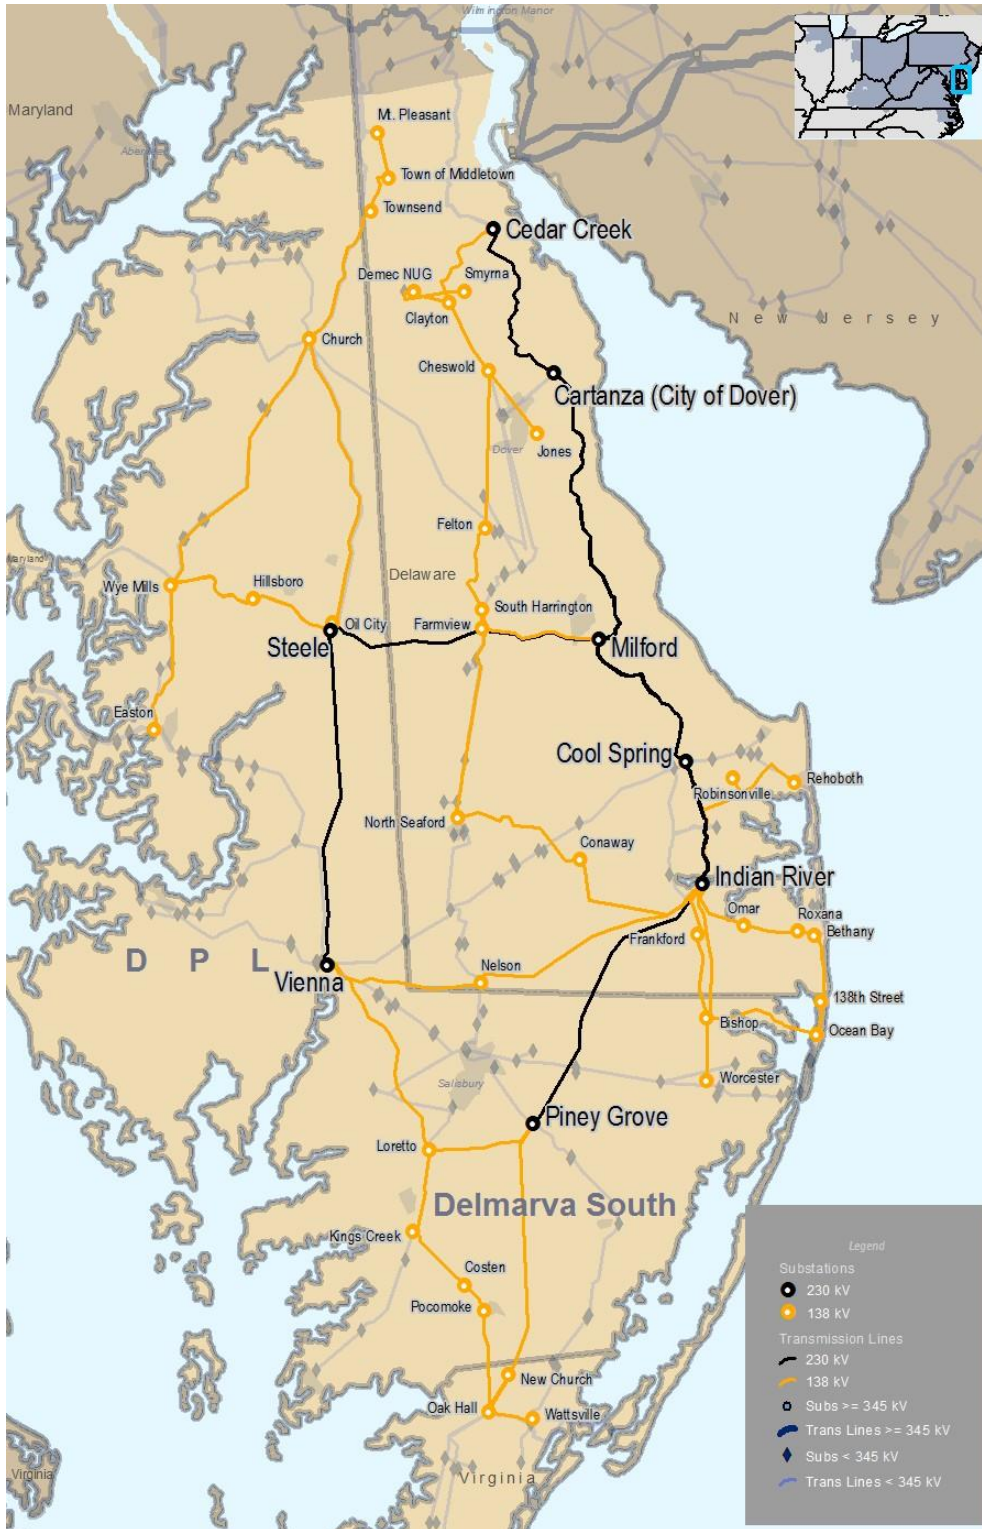 Wilmington Manor
Maryland
Mt. Pleasant
Town of Middletown
Townsend
Cedar Creek
Demec NUG
Smyrna
Clayton
New Jersey
Church
Cheswold
Cartanza (City of Dover)
Dover
Jones
Felton
Maryland
Delaware
Wye Mills
Hillsboro
South Harrington
Oil City
Farmview
Steele
Milford
Easton
Cool Spring
Rehoboth
Robinsonville
North Seaford
Conaway
Indian River
Omar
Roxana
Frankford
Bethany
D P L
Nelson
Vienna
138th Street
Bishop
Ocean Bay
Salisbury
Worcester
Piney Grove
Loretto
Delmarva South
Kings Creek
Costen
Pocomoke
New Church
Oak Hall
Wattsville
Virginia
Virginia
Legend
Substations
230 kV
138 kV
Transmission Lines
230 kV
138 kV
Subs >= 345 kV
Trans Lines >= 345 kV
Subs < 345 kV
Trans Lines < 345 kV